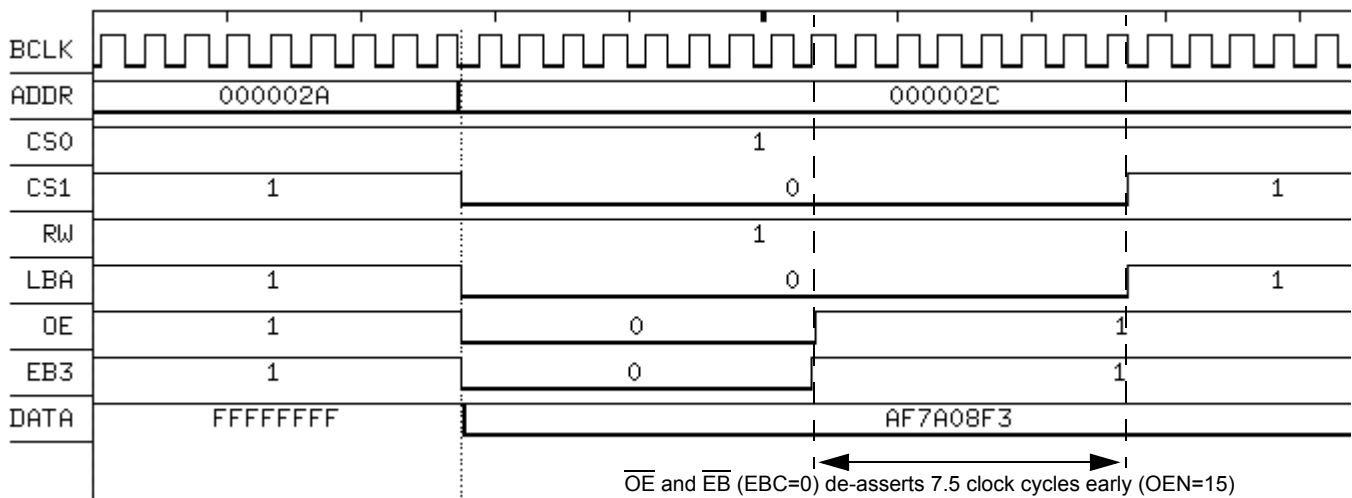 BCLK
ADDR 000002A 000002C
CS0 1
CS1 1 0 1
RW 1
LBA 1 0 1
OE 1 0 1
EB3 1 0 1
DATA FFFFFFFF AF7A08F3
OE and EB (EBC=0) de-asserts 7.5 clock cycles early (OEN=15)